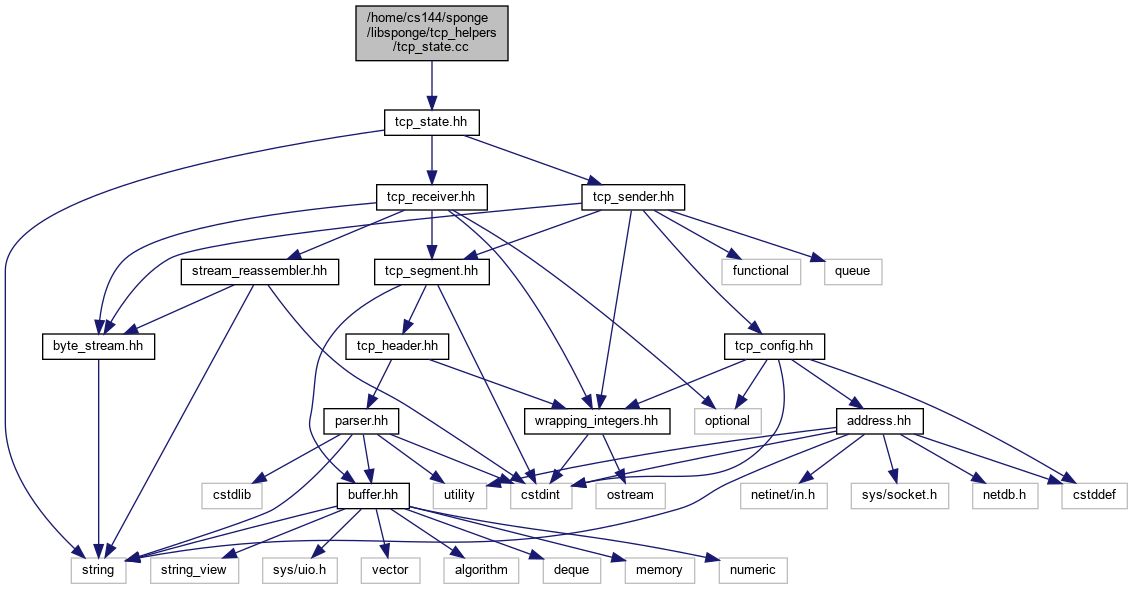 /home/cs144/sponge
/libsponge/tcp_helpers
/tcp_state.cc
tcp_state.hh
tcp_receiver.hh
tcp_sender.hh
stream_reassembler.hh
tcp_segment.hh
functional
queue
byte_stream.hh
tcp_header.hh
tcp_config.hh
parser.hh
wrapping_integers.hh
optional
address.hh
cstdlib
buffer.hh
utility
cstdint
ostream
netinet/in.h
sys/socket.h
netdb.h
cstddef
string
string_view
sys/uio.h
vector
algorithm
deque
memory
numeric